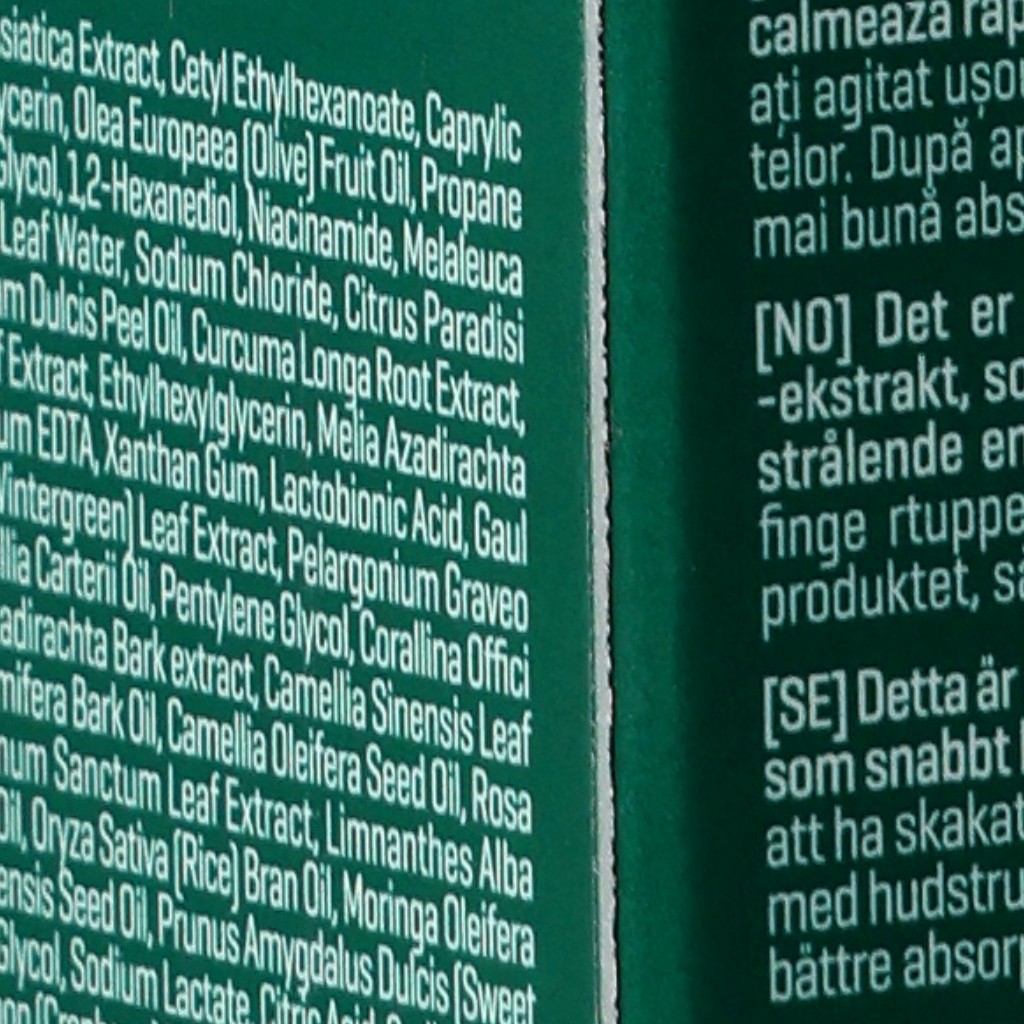 siatica Extract, Cetyl Ethylhexanoate, Caprylic
ycerin, Olea Europaea (Olive) Fruit Oil, Propane
Glycol, 1,2-Hexanediol, Niacinamide, Melaleuca
Leaf Water, Sodium Chloride, Citrus Paradisi
m Dulcis Peel Oil, Curcuma Longa Root Extract,
f Extract, Ethylhexylglycerin, Melia Azadirachta
um EDTA, Xanthan Gum, Lactobionic Acid, Gaul
Wintergreen) Leaf Extract, Pelargonium Graveo
llia Carterii Oil, Pentylene Glycol, Corallina Offici
adirachta Bark extract, Camellia Sinensis Leaf
mifera Bark Oil, Camellia Oleifera Seed Oil, Rosa
num Sanctum Leaf Extract, Limnanthes Alba
Oil, Oryza Sativa (Rice) Bran Oil, Moringa Oleifera
ensis Seed Oil, Prunus Amygdalus Dulcis (Sweet
Glycol, Sodium Lactate, Citric Acid,
calmează rap
ați agitat ușor
telor. După ap
mai bună abs
[NO] Det er
-ekstrakt, so
strålende en
finge rtuppe
produktet, sa
[SE] Detta är
som snabbt
att ha skakat
med hudstru
bättre absorp